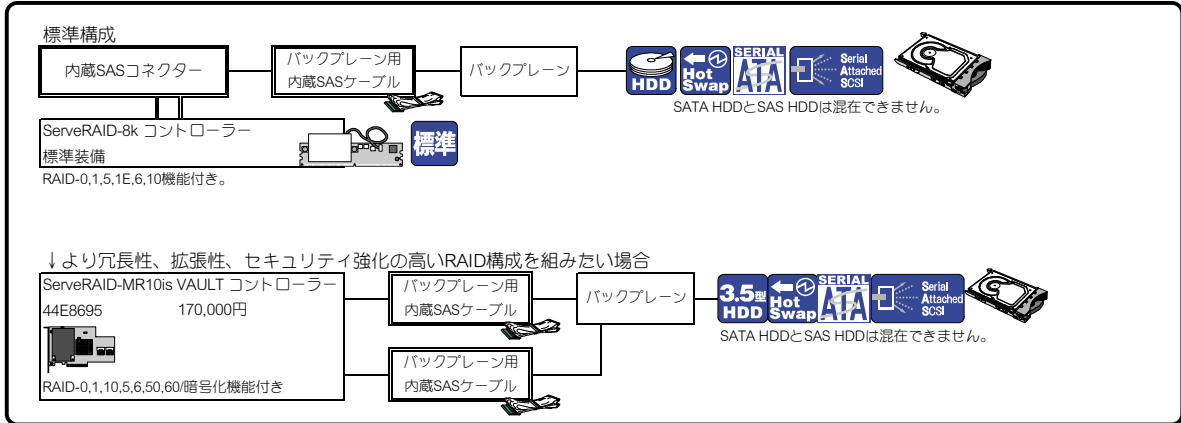 標準構成
内蔵SASコネクター
バックプレーン用
内蔵SASケーブル
バックプレーン
HDD
Hot
Swap
SERIAL
ATA
Serial
Attached
SCSI
SATA HDDとSAS HDDは混在できません。
ServeRAID-8k コントローラー
標準装備
標準
RAID-0,1,5,1E,6,10機能付き。
↓より冗長性、拡張性、セキュリティ強化の高いRAID構成を組みたい場合
ServeRAID-MR10is VAULT コントローラー
44E8695 170,000円
RAID-0,1,10,5,6,50,60/暗号化機能付き
バックプレーン用
内蔵SASケーブル
バックプレーン用
内蔵SASケーブル
バックプレーン
3.5型
HDD
Hot
Swap
SERIAL
ATA
Serial
Attached
SCSI
SATA HDDとSAS HDDは混在できません。